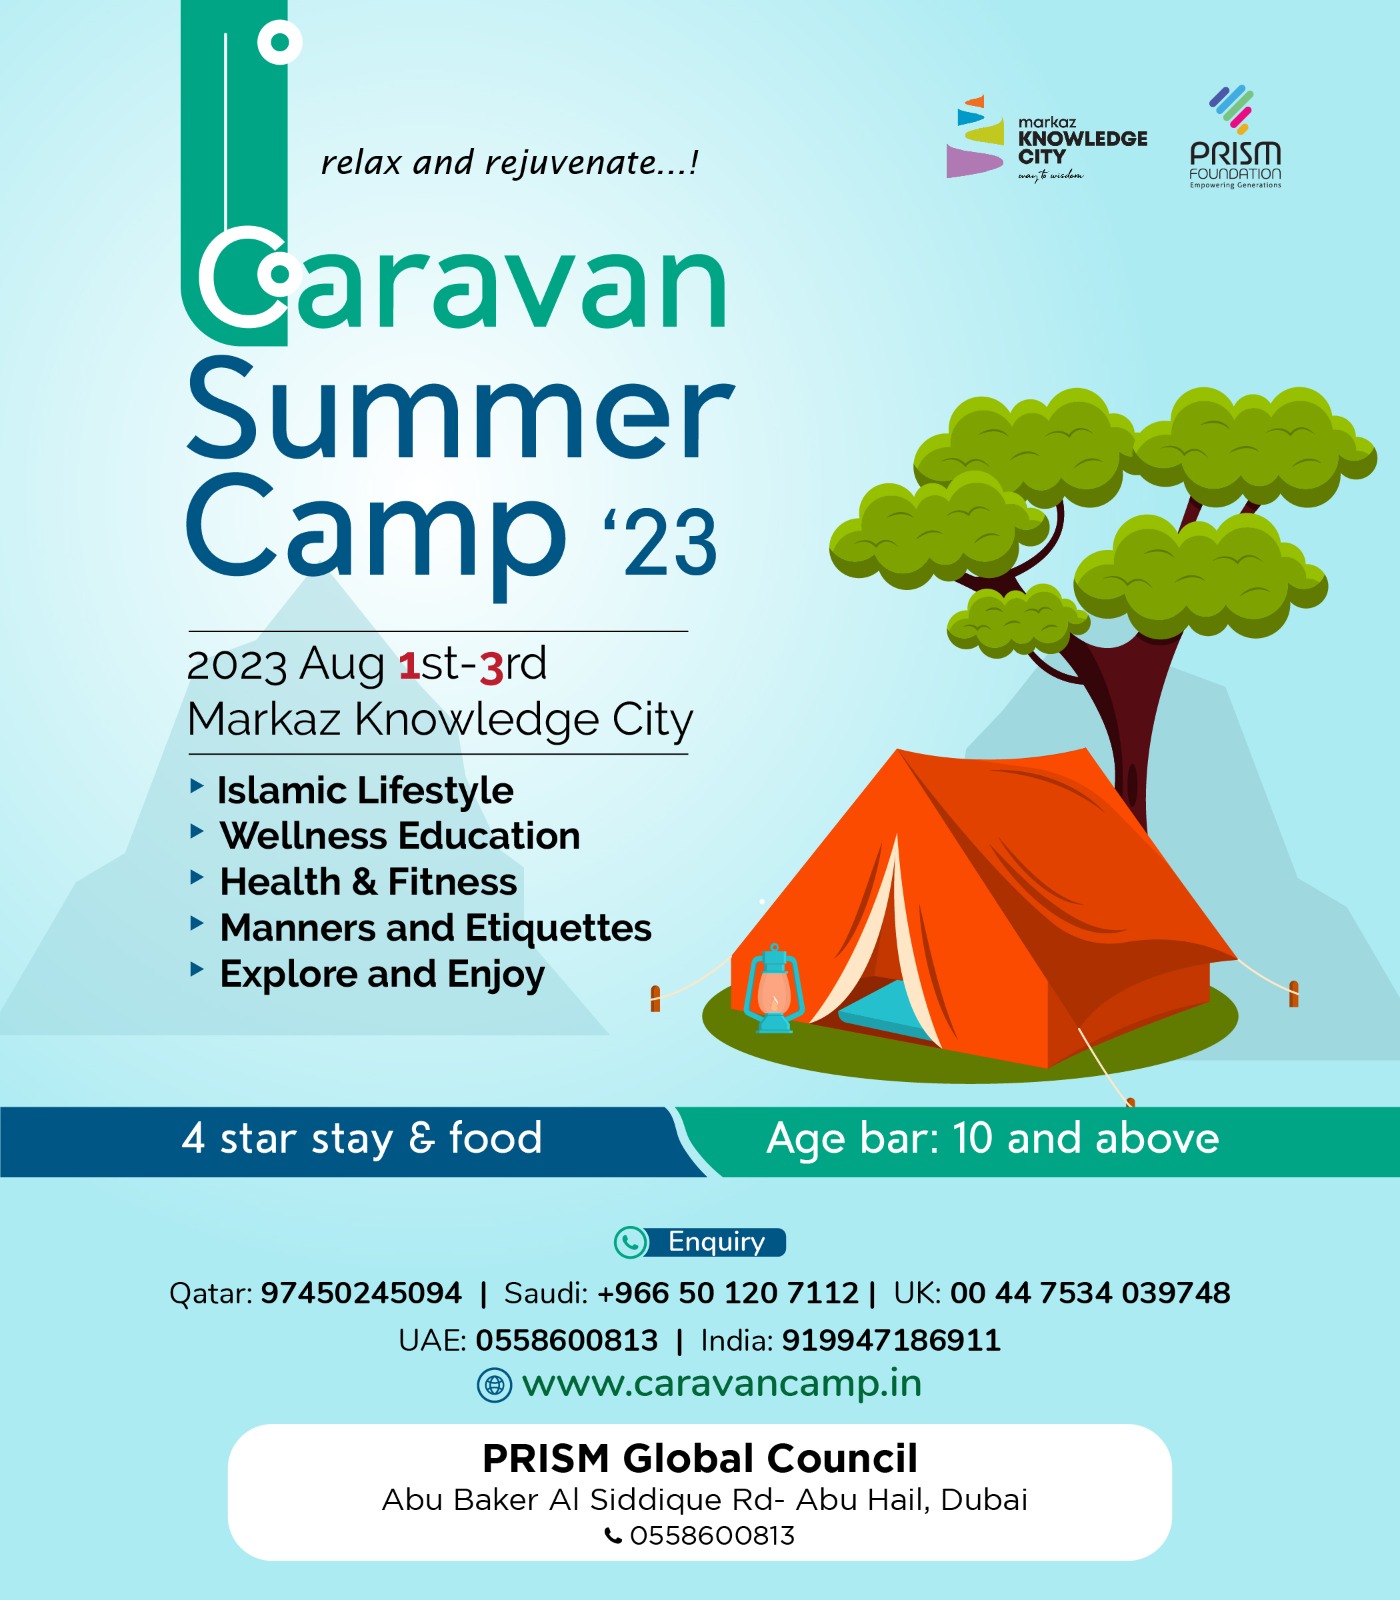 relax and rejuvenate...!
markaz
KNOWLEDGE
CITY
way to wisdom
PRISM
FOUNDATION
Empowering Generations
Caravan
Summer
Camp ‘23
2023 Aug 1st-3rd
Markaz Knowledge City
Islamic Lifestyle
Wellness Education
Health & Fitness
Manners and Etiquettes
Explore and Enjoy
4 star stay & food
Age bar: 10 and above
Enquiry
Qatar: 97450245094 | Saudi: +966 50 120 7112 | UK: 00 44 7534 039748
UAE: 0558600813 | India: 919947186911
www.caravancamp.in
PRISM Global Council
Abu Baker Al Siddique Rd- Abu Hail, Dubai
0558600813